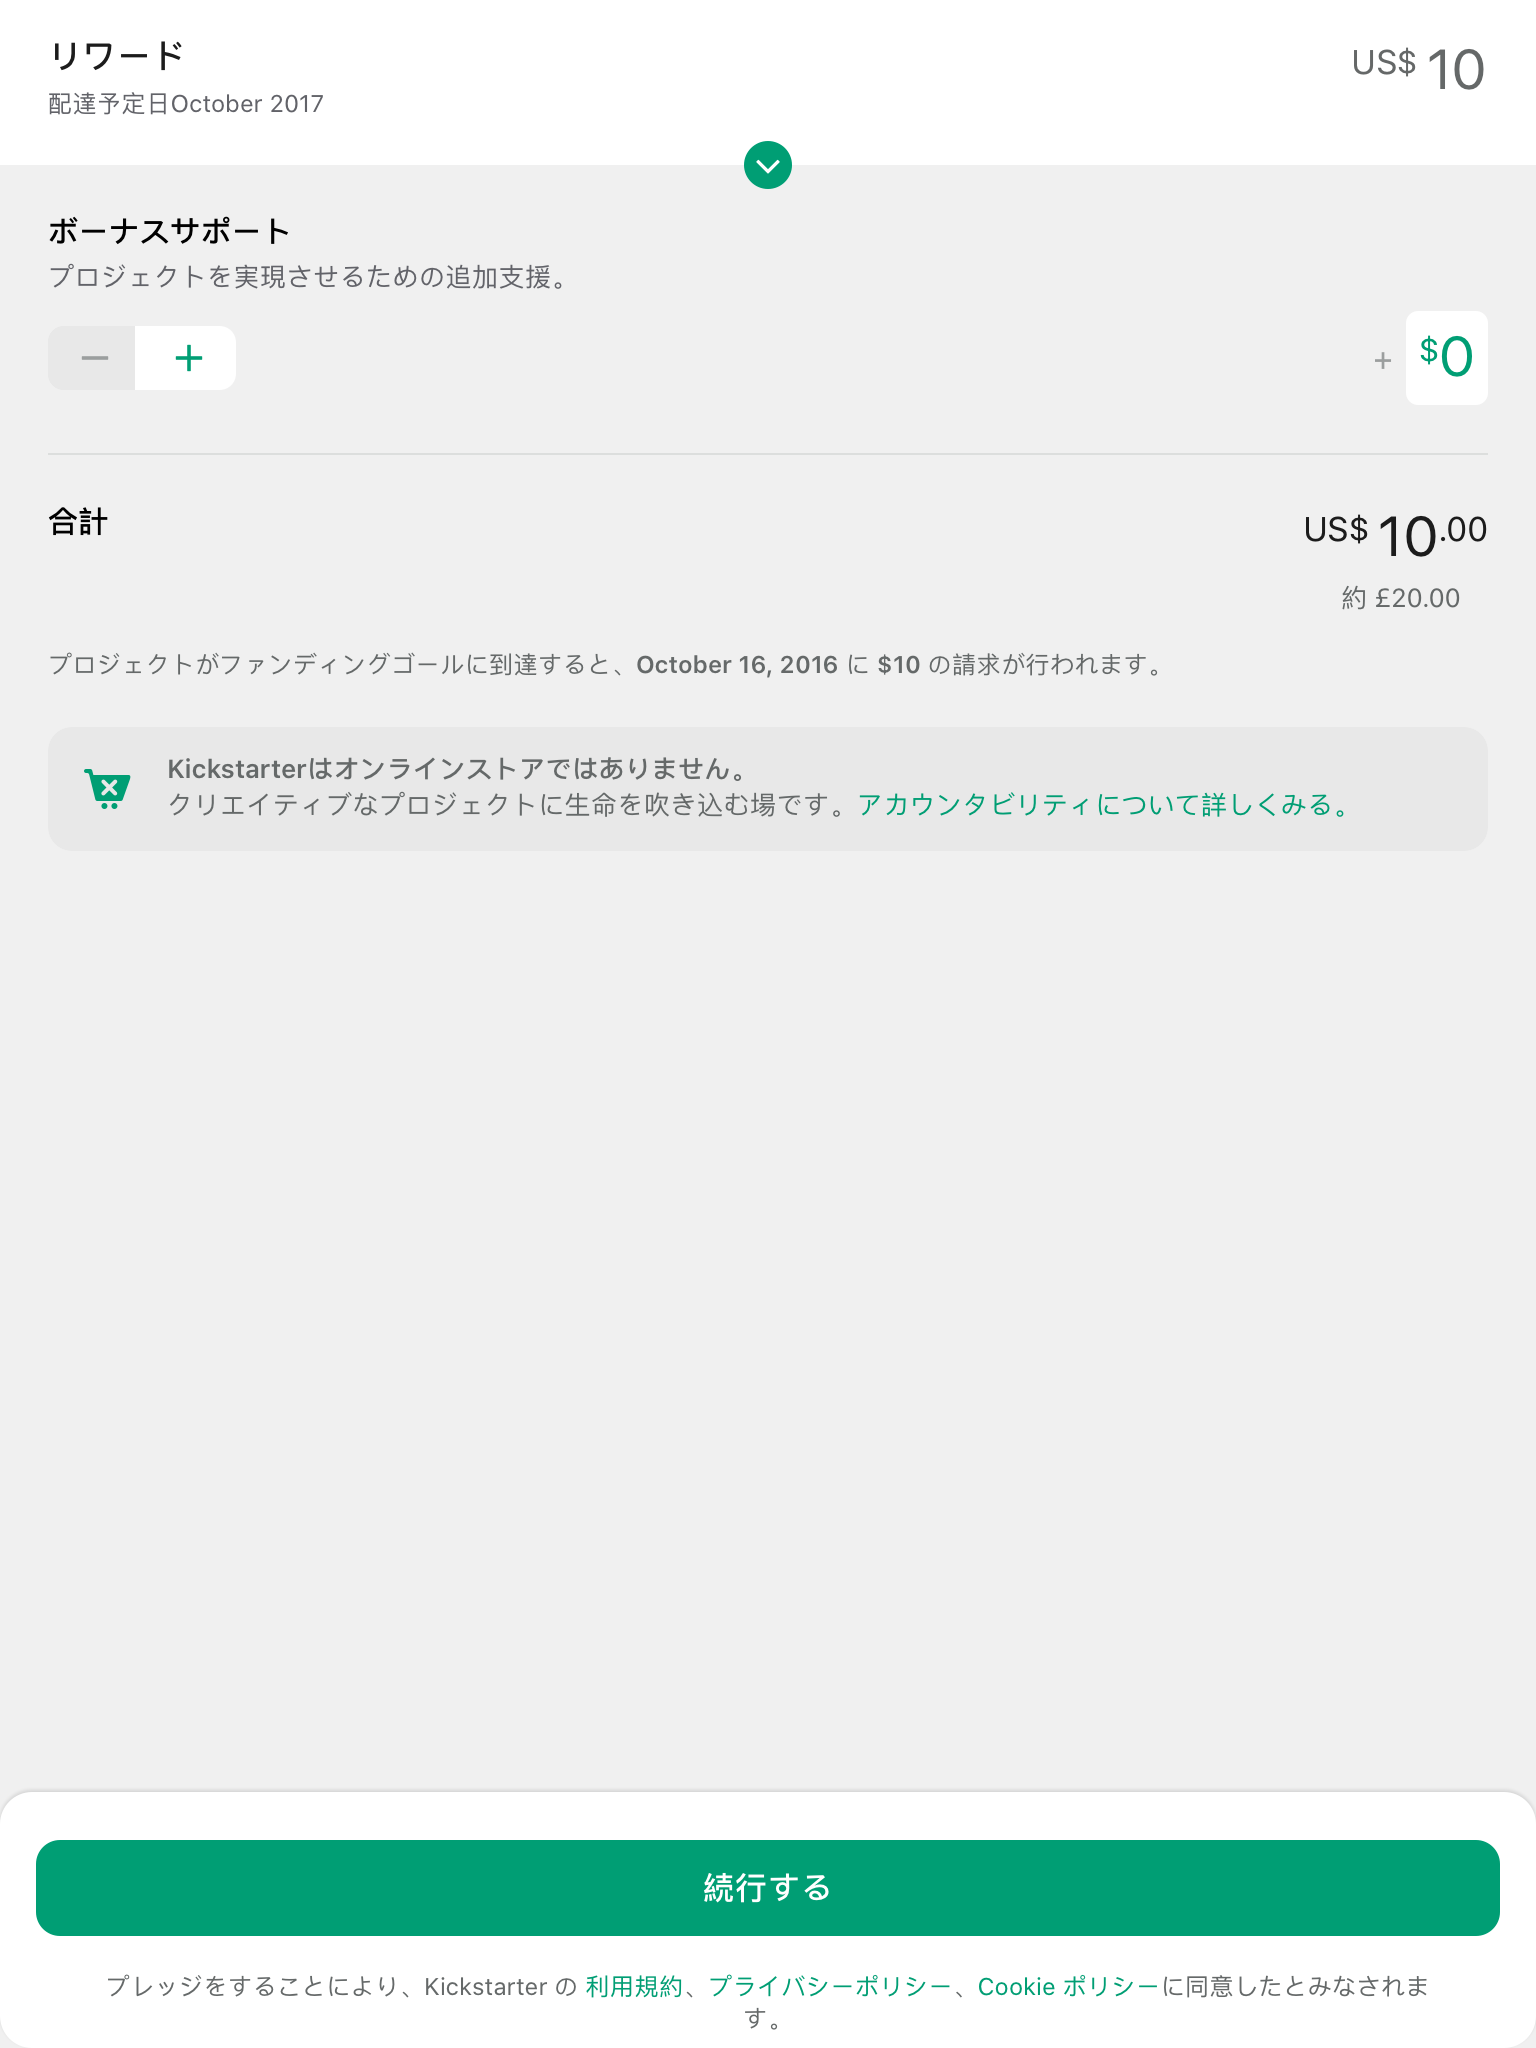 リワード
US$ 10
配達予定日October 2017
ボーナスサポート
プロジェクトを実現させるための追加支援。
+ $0
合計
US$ 10.00
約 £20.00
プロジェクトがファンディングゴールに到達すると、October 16, 2016 に $10 の請求が行われます。
Kickstarterはオンラインストアではありません。
クリエイティブなプロジェクトに生命を吹き込む場です。アカウンタビリティについて詳しくみる。
続行する
プレッジをすることにより、Kickstarter の 利用規約、プライバシーポリシー、Cookie ポリシーに同意したとみなされま
す。